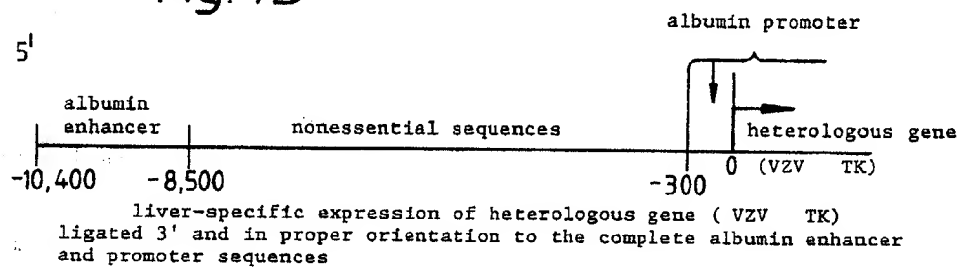 Fig. 1B
albumin promoter
5'
albumin
enhancer
nonessential sequences
heterologous gene
-10,400 -8,500 -300 0 (VZV TK)
liver-specific expression of heterologous gene ( VZV TK)
ligated 3' and in proper orientation to the complete albumin enhancer
and promoter sequences